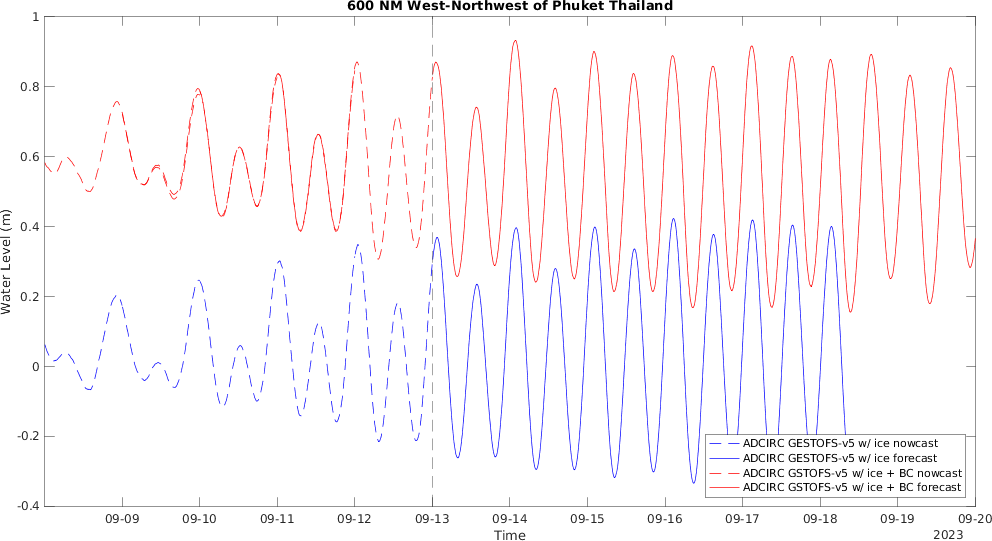 600 NM West-Northwest of Phuket Thailand
1
0.8
0.6
0.4
0.2
0
-0.2
-0.4
Water Level (m)
ADCIRC GESTOFS-v5 w/ ice nowcast
ADCIRC GESTOFS-v5 w/ ice forecast
ADCIRC GSTOFS-v5 w/ ice + BC nowcast
ADCIRC GSTOFS-v5 w/ ice + BC forecast
09-09 09-10 09-11 09-12 09-13 09-14 09-15 09-16 09-17 09-18 09-19 09-20
Time
2023